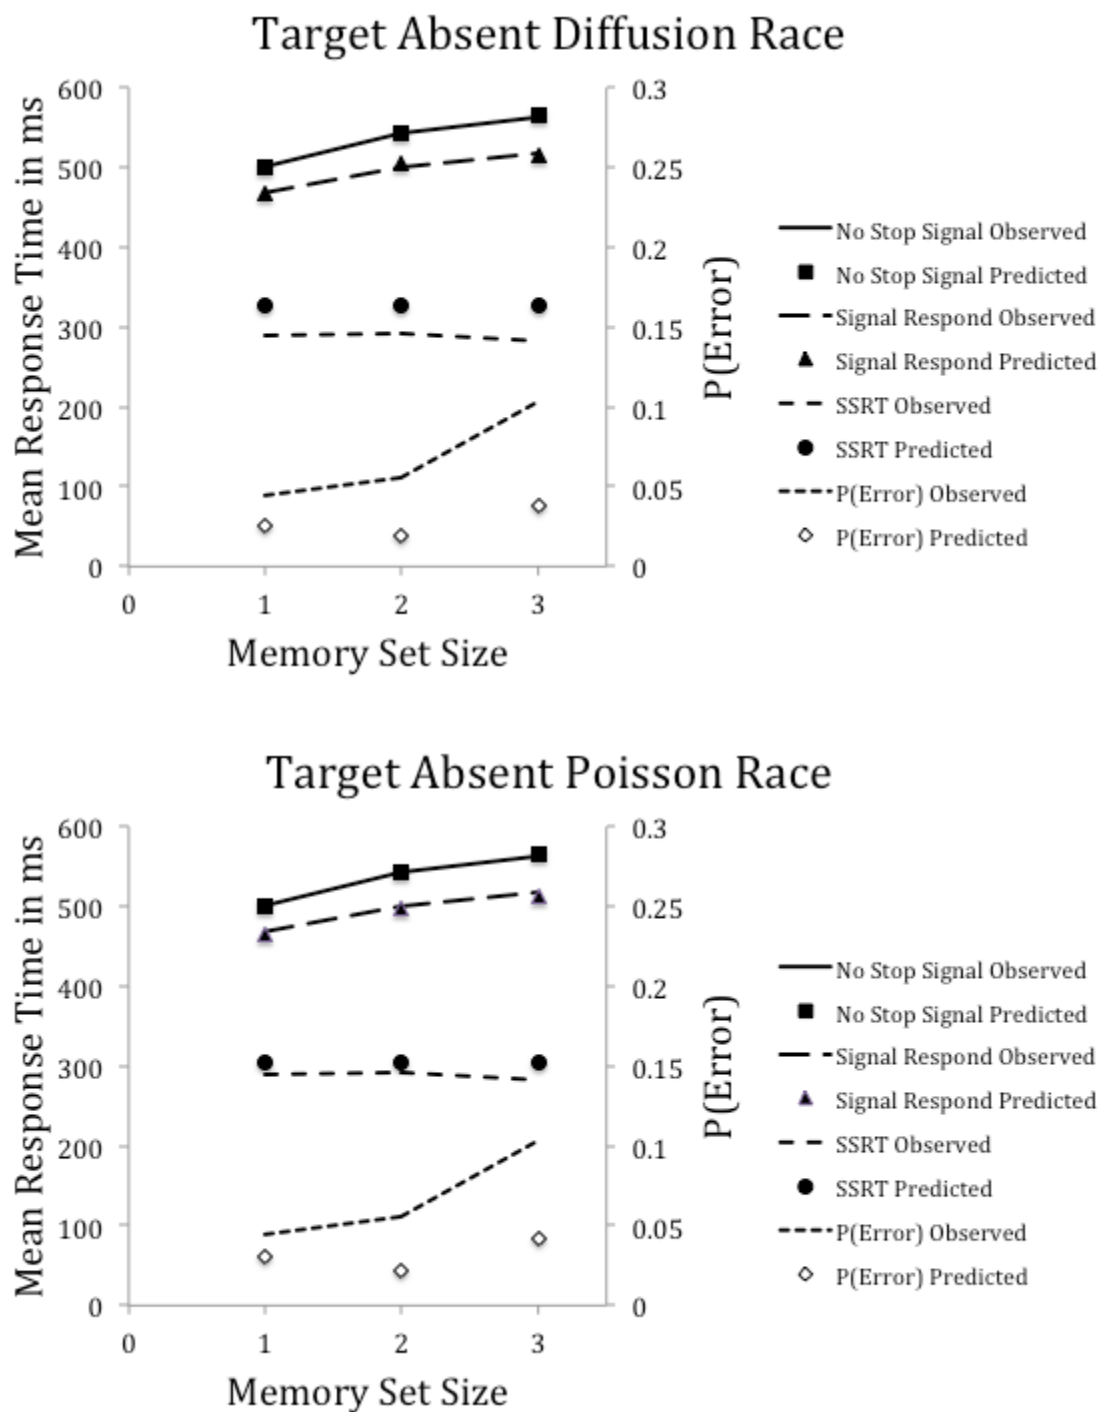 Target Absent Diffusion Race
Mean Response Time in ms
600
500
400
300
200
100
0
0.3
0.25
0.2
0.15
0.1
0.05
0
P(Error)
0
1
2
3
Memory Set Size
No Stop Signal Observed
No Stop Signal Predicted
Signal Respond Observed
Signal Respond Predicted
SSRT Observed
SSRT Predicted
P(Error) Observed
P(Error) Predicted
Target Absent Poisson Race
Mean Response Time in ms
600
500
400
300
200
100
0
0.3
0.25
0.2
0.15
0.1
0.05
0
P(Error)
0
1
2
3
Memory Set Size
No Stop Signal Observed
No Stop Signal Predicted
Signal Respond Observed
Signal Respond Predicted
SSRT Observed
SSRT Predicted
P(Error) Observed
P(Error) Predicted